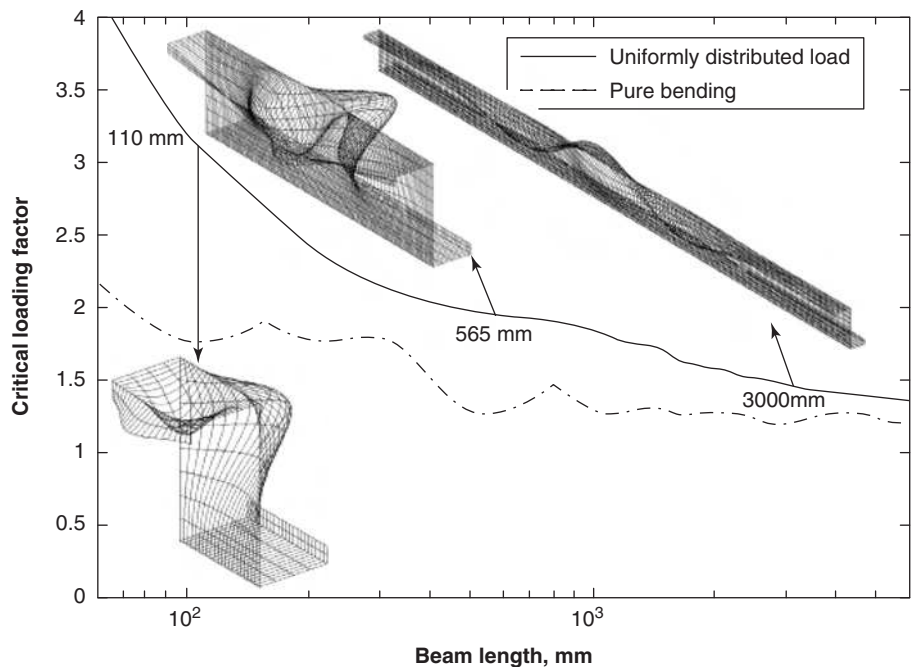 4
3.5
3
2.5
2
1.5
1
0.5
0
Critical loading factor
Uniformly distributed load
Pure bending
110 mm
565 mm
3000mm
10²
10³
Beam length, mm